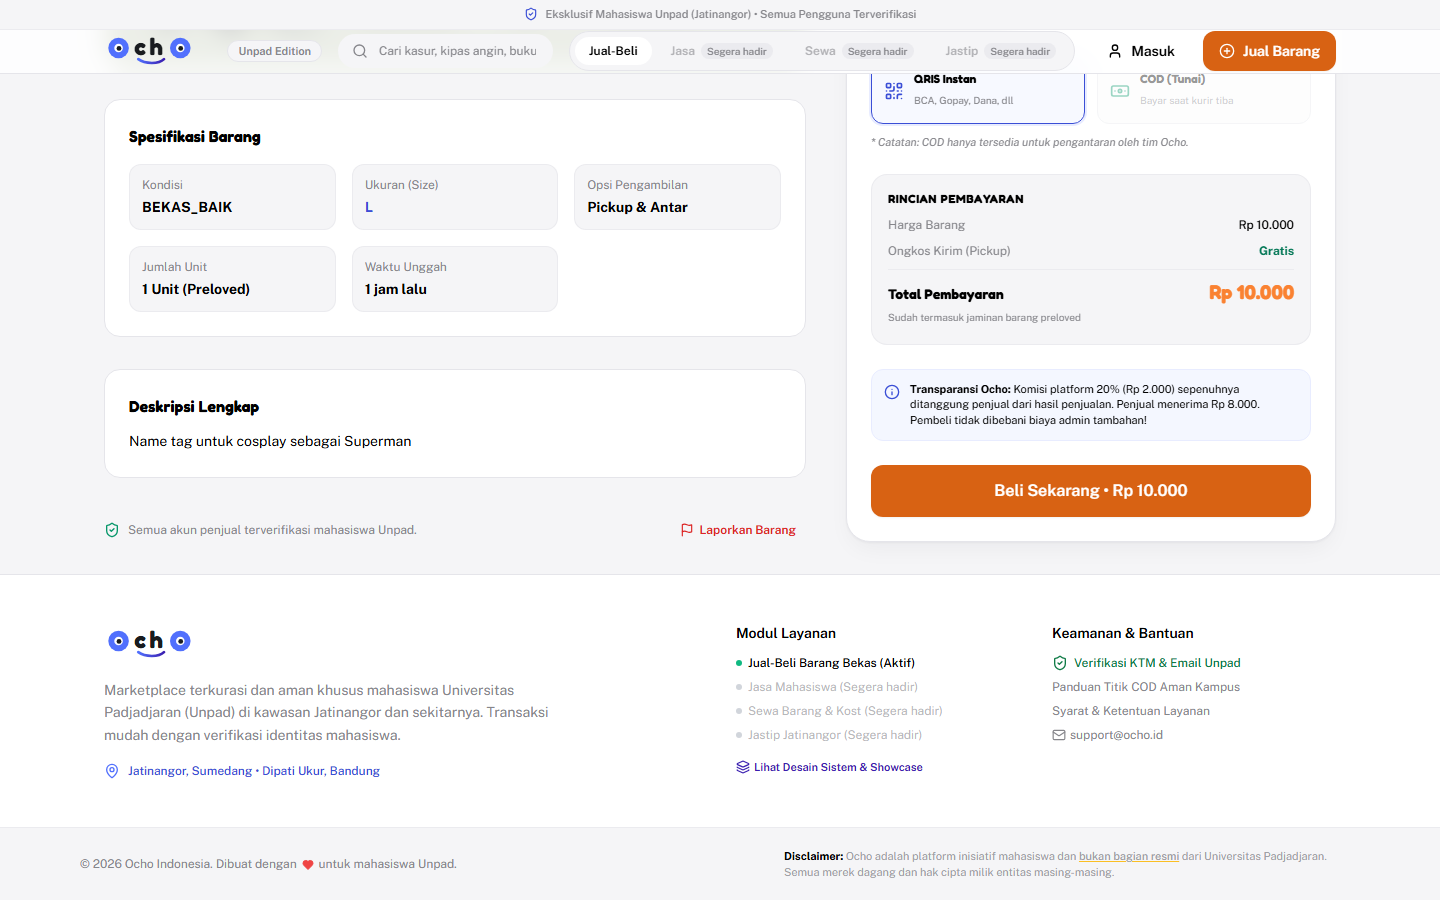 Eksklusif Mahasiswa Unpad (Jatinangor) • Semua Pengguna Terverifikasi
ocho
Unpad Edition
Cari kasur, kipas angin, buku
Jual-Beli
Jasa Segera hadir
Sewa Segera hadir
Jastip Segera hadir
Masuk
Jual Barang
Spesifikasi Barang
Kondisi
BEKAS_BAIK
Ukuran (Size)
L
Opsi Pengambilan
Pickup & Antar
Jumlah Unit
1 Unit (Preloved)
Waktu Unggah
1 jam lalu
Deskripsi Lengkap
Name tag untuk cosplay sebagai Superman
Semua akun penjual terverifikasi mahasiswa Unpad.
Laporkan Barang
QRIS Instan
BCA, Gopay, Dana, dll
COD (Tunai)
Bayar saat kurir tiba
* Catatan: COD hanya tersedia untuk pengantaran oleh tim Ocho.
RINCIAN PEMBAYARAN
Harga Barang Rp 10.000
Ongkos Kirim (Pickup) Gratis
Total Pembayaran Rp 10.000
Sudah termasuk jaminan barang preloved
Transparansi Ocho: Komisi platform 20% (Rp 2.000) sepenuhnya
ditanggung penjual dari hasil penjualan. Penjual menerima Rp 8.000.
Pembeli tidak dibebani biaya admin tambahan!
Beli Sekarang • Rp 10.000
ocho
Marketplace terkurasi dan aman khusus mahasiswa Universitas
Padjadjaran (Unpad) di kawasan Jatinangor dan sekitarnya. Transaksi
mudah dengan verifikasi identitas mahasiswa.
Jatinangor, Sumedang • Dipati Ukur, Bandung
Modul Layanan
Jual-Beli Barang Bekas (Aktif)
Jasa Mahasiswa (Segera hadir)
Sewa Barang & Kost (Segera hadir)
Jastip Jatinangor (Segera hadir)
Lihat Desain Sistem & Showcase
Keamanan & Bantuan
Verifikasi KTM & Email Unpad
Panduan Titik COD Aman Kampus
Syarat & Ketentuan Layanan
support@ocho.id
© 2026 Ocho Indonesia. Dibuat dengan ❤ untuk mahasiswa Unpad.
Disclaimer: Ocho adalah platform inisiatif mahasiswa dan bukan bagian resmi dari Universitas Padjadjaran.
Semua merek dagang dan hak cipta milik entitas masing-masing.